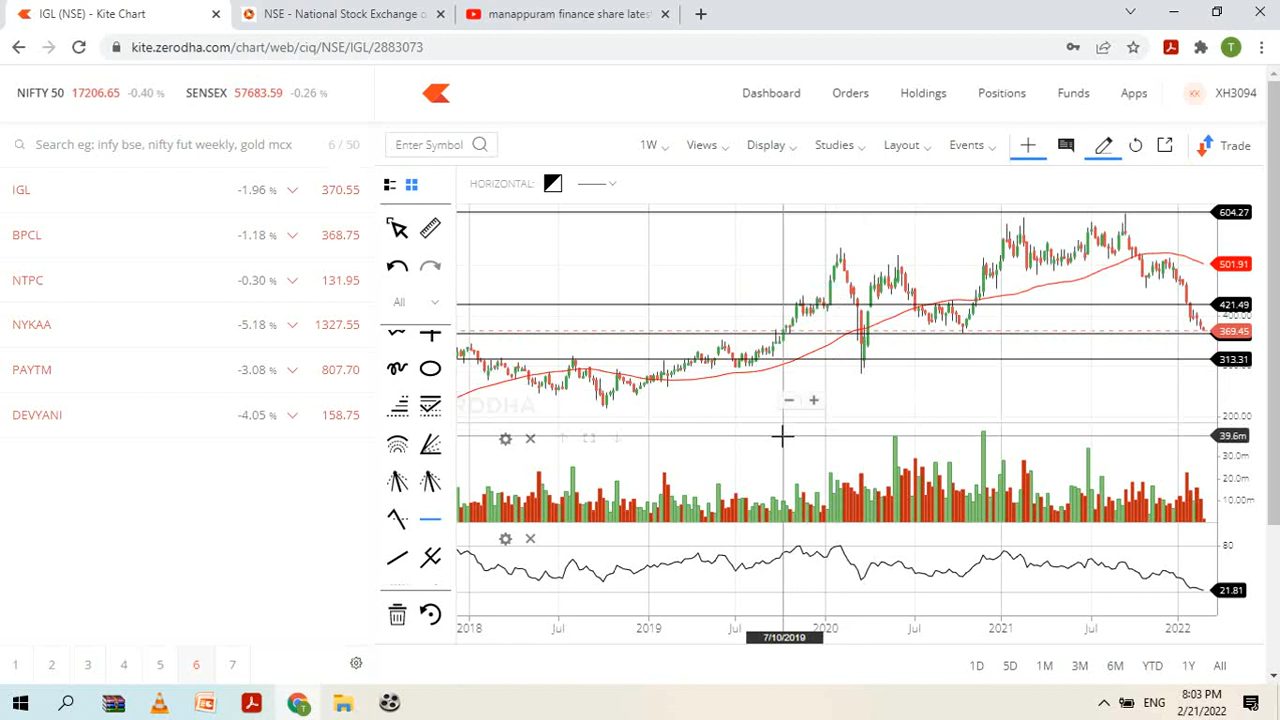 IGL (NSE) - Kite Chart
NSE - National Stock Exchange o
manappuram finance share lates
kite.zerodha.com/chart/web/ciq/NSE/IGL/2883073
T
NIFTY 50 17206.65 -0.40 % SENSEX 57683.59 -0.26 %
Dashboard Orders Holdings Positions Funds Apps KK XH3094
Search eg: infy bse, nifty fut weekly, gold mcx 6 / 50
Enter Symbol 1W Views Display Studies Layout Events Trade
IGL -1.96 % 370.55
BPCL -1.18 % 368.75
NTPC -0.30 % 131.95
NYKAA -5.18 % 1327.55
PAYTM -3.08 % 807.70
DEVYANI -4.05 % 158.75
HORIZONTAL:
All
604.27
501.91
421.49
400.00
369.45
313.31
200.00
39.6m
30.0m
20.0m
10.00m
80
21.81
2018 Jul 2019 Jul 2020 Jul 2021 Jul 2022
7/10/2019
1 2 3 4 5 6 7
1D 5D 1M 3M 6M YTD 1Y All
ENG
8:03 PM
2/21/2022